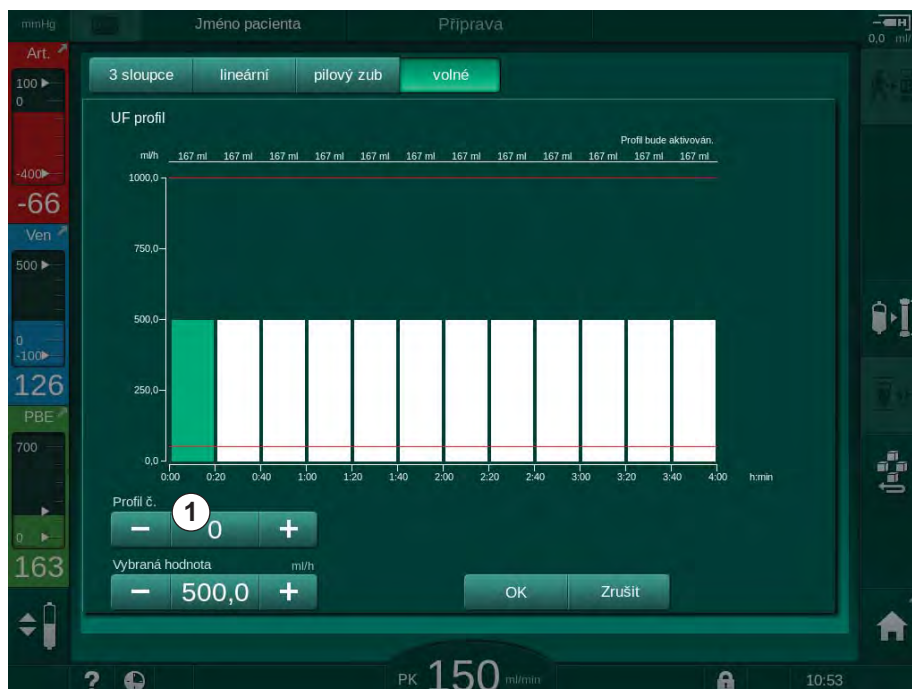 mmHg Jméno pacienta Příprava
0,0 ml/
Art.
100
0
-400
-66
Ven
500
0
-100
126
PBE
700
0
163
3 sloupce lineární pilový zub volné
UF profil
Profil bude aktivován.
ml/h 167 ml 167 ml 167 ml 167 ml 167 ml 167 ml 167 ml 167 ml 167 ml 167 ml 167 ml 167 ml
1000,0
750,0
500,0
250,0
0,0
0:00 0:20 0:40 1:00 1:20 1:40 2:00 2:20 2:40 3:00 3:20 3:40 4:00 h:min
Profil č.
1
− 0 +
Vybraná hodnota ml/h
− 500,0 +
OK Zrušit
H
? PK 150 ml/min 10:53